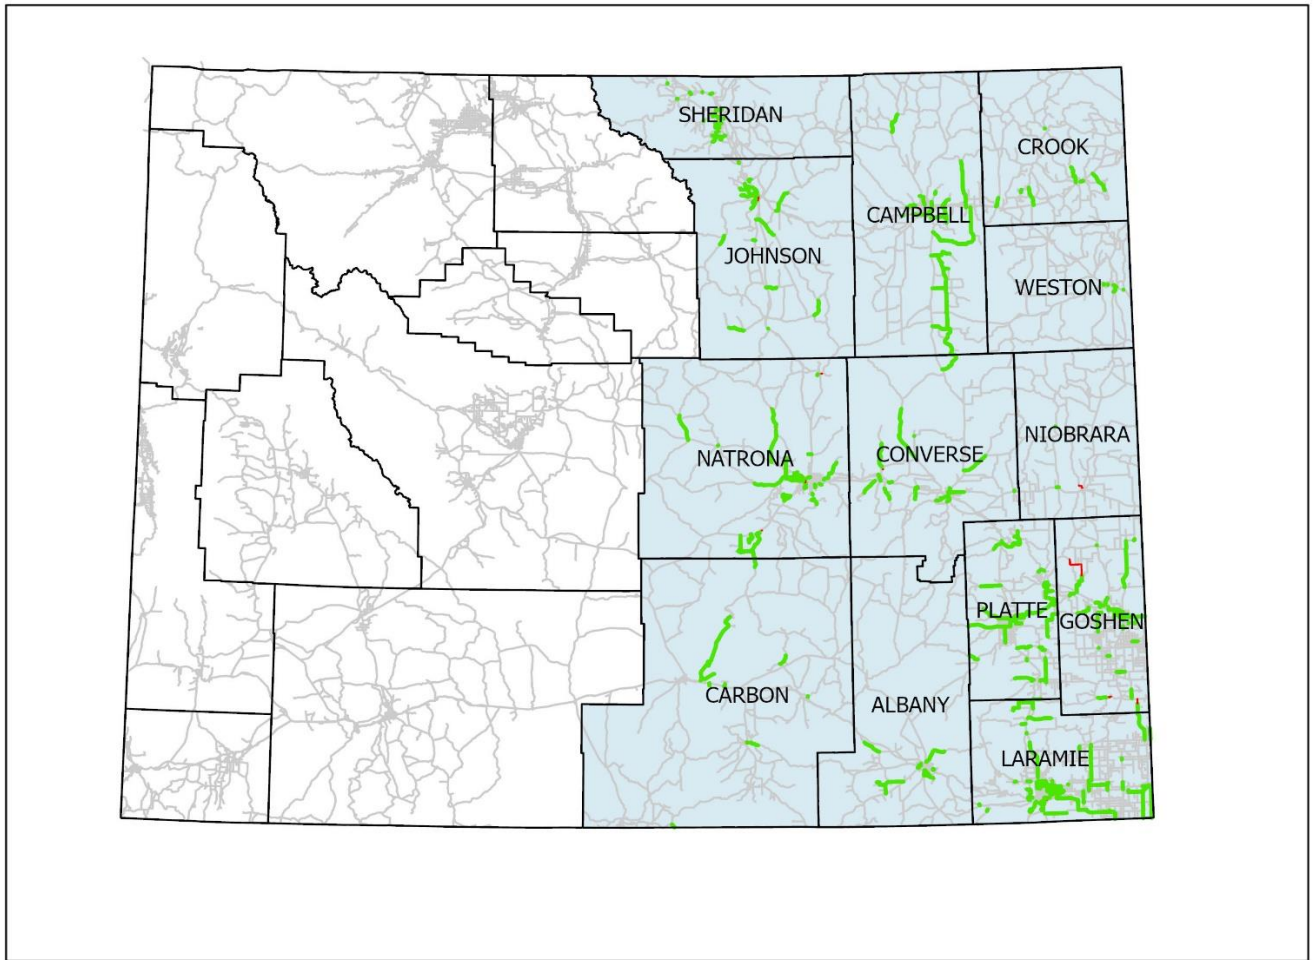 SHERIDAN
CROOK
CAMPBELL
JOHNSON
WESTON
NIOBRARA
NATRONA
CONVERSE
PLATTE
GOSHEN
CARBON
ALBANY
LARAMIE